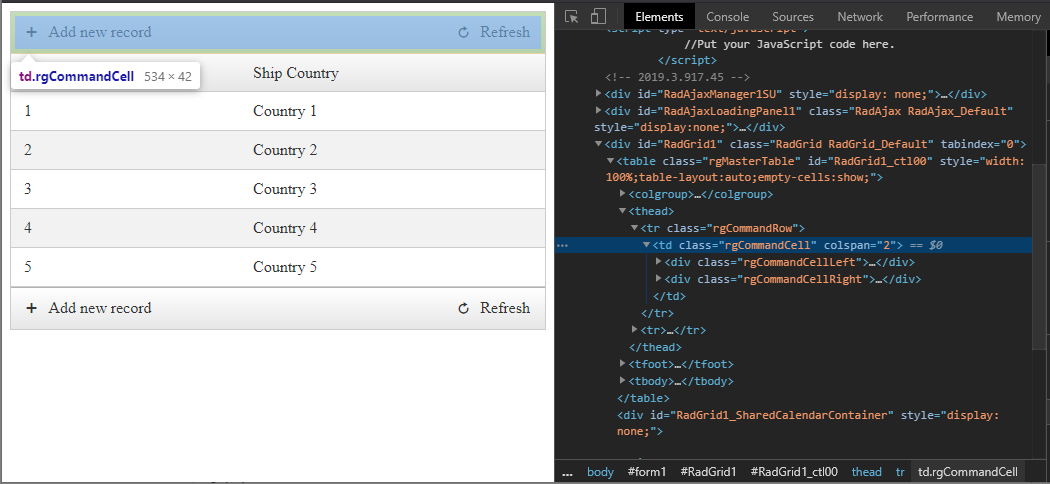 Add new record Refresh
td.rgCommandCell 534 × 42
Ship Country
1 Country 1
2 Country 2
3 Country 3
4 Country 4
5 Country 5
Add new record Refresh
Elements Console Sources Network Performance Memory
<script type="text/javascript">
//Put your JavaScript code here.
</script>
<!-- 2019.3.917.45 -->
<div id="RadAjaxManager1SU" style="display: none;">…</div>
<div id="RadAjaxLoadingPanel1" class="RadAjax RadAjax_Default"
style="display:none;">…</div>
<div id="RadGrid1" class="RadGrid RadGrid_Default" tabindex="0">
<table class="rgMasterTable" id="RadGrid1_ctl00" style="width:
100%;table-layout:auto;empty-cells:show;">
<colgroup>…</colgroup>
<thead>
<tr class="rgCommandRow">
… <td class="rgCommandCell" colspan="2"> == $0
<div class="rgCommandCellLeft">…</div>
<div class="rgCommandCellRight">…</div>
</td>
</tr>
<tr>…</tr>
</thead>
<tfoot>…</tfoot>
<tbody>…</tbody>
</table>
<div id="RadGrid1_SharedCalendarContainer" style="display:
none;">
… body #form1 #RadGrid1 #RadGrid1_ctl00 thead tr td.rgCommandCell